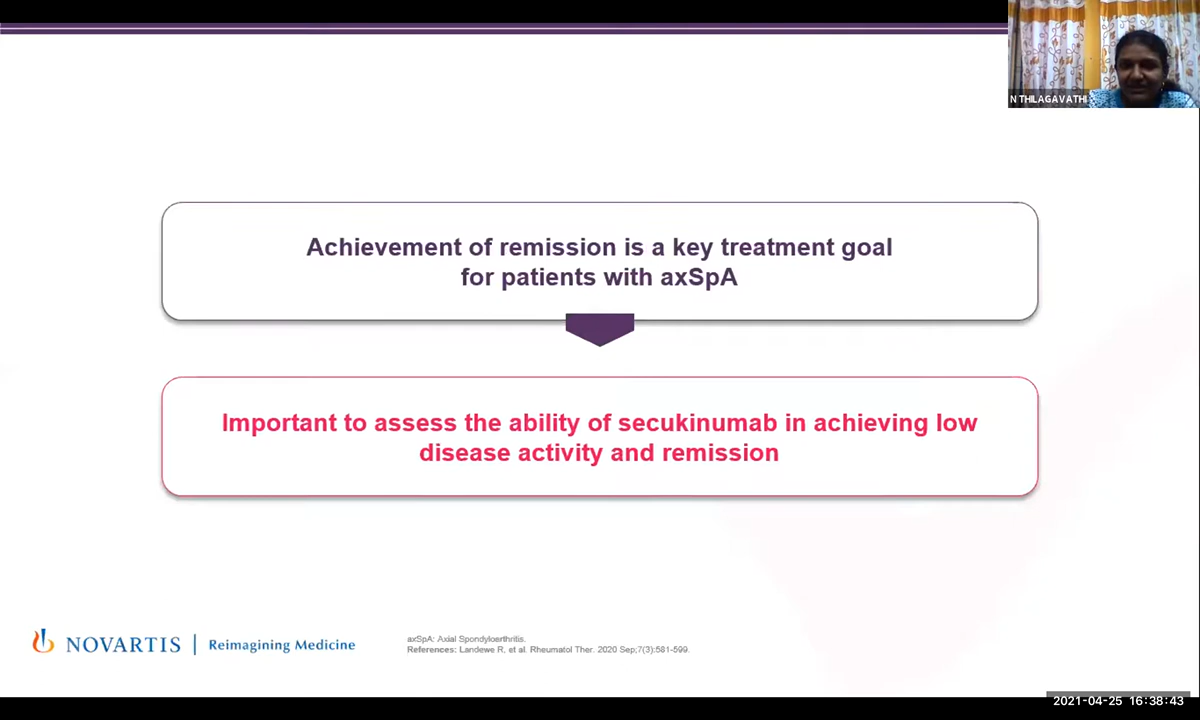 N THILAGAVATHI
Achievement of remission is a key treatment goal
for patients with axSpA
Important to assess the ability of secukinumab in achieving low
disease activity and remission
NOVARTIS | Reimagining Medicine
axSpA: Axial Spondyloerthritis.
References: Landewe R, et al. Rheumatol Ther. 2020 Sep;7(3):581-599.
2021-04-25 16:38:43